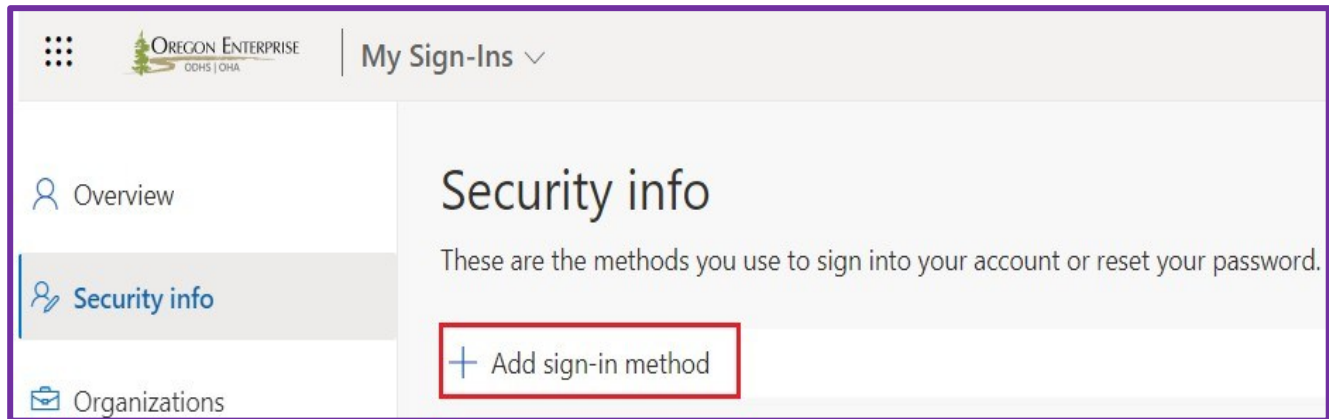 OREGON ENTERPRISE
ODHS | OHA
My Sign-Ins
Overview
Security info
Organizations
Security info
These are the methods you use to sign into your account or reset your password.
+ Add sign-in method